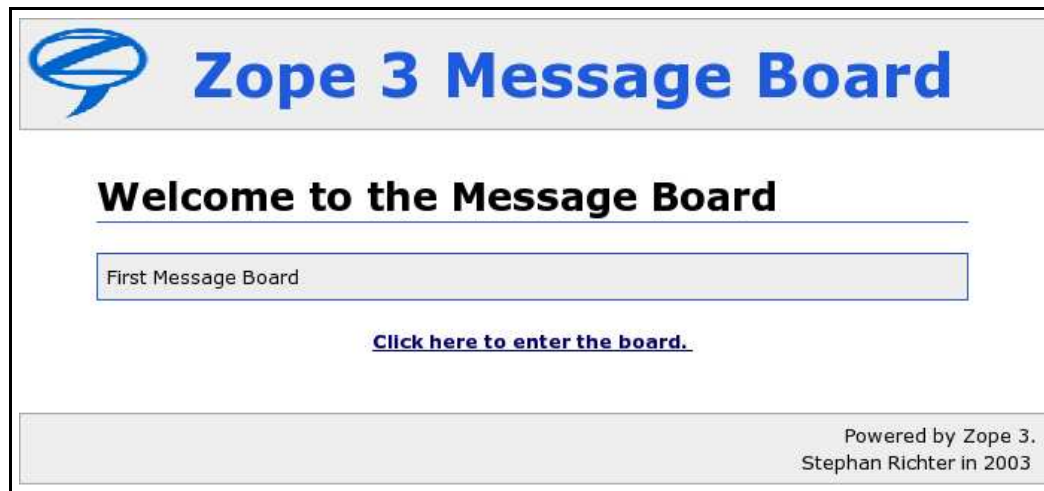 Zope 3 Message Board
Welcome to the Message Board
First Message Board
Click here to enter the board.
Powered by Zope 3.
Stephan Richter in 2003